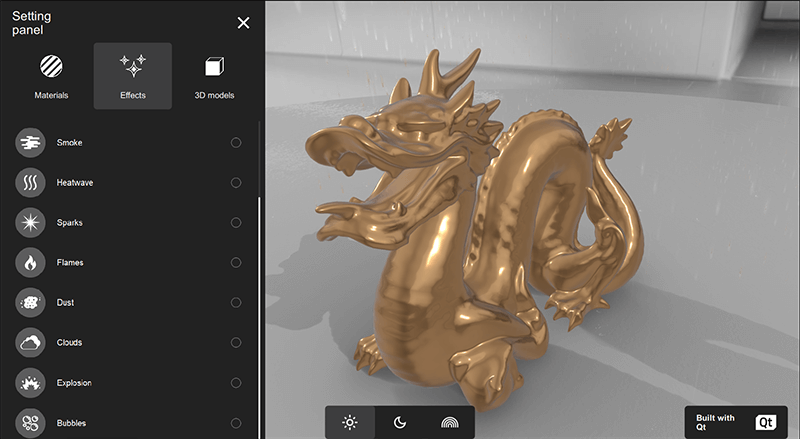 Setting
panel
Materials
Effects
3D models
Smoke
Heatwave
Sparks
Flames
Dust
Clouds
Explosion
Bubbles
Built with
Qt
Qt